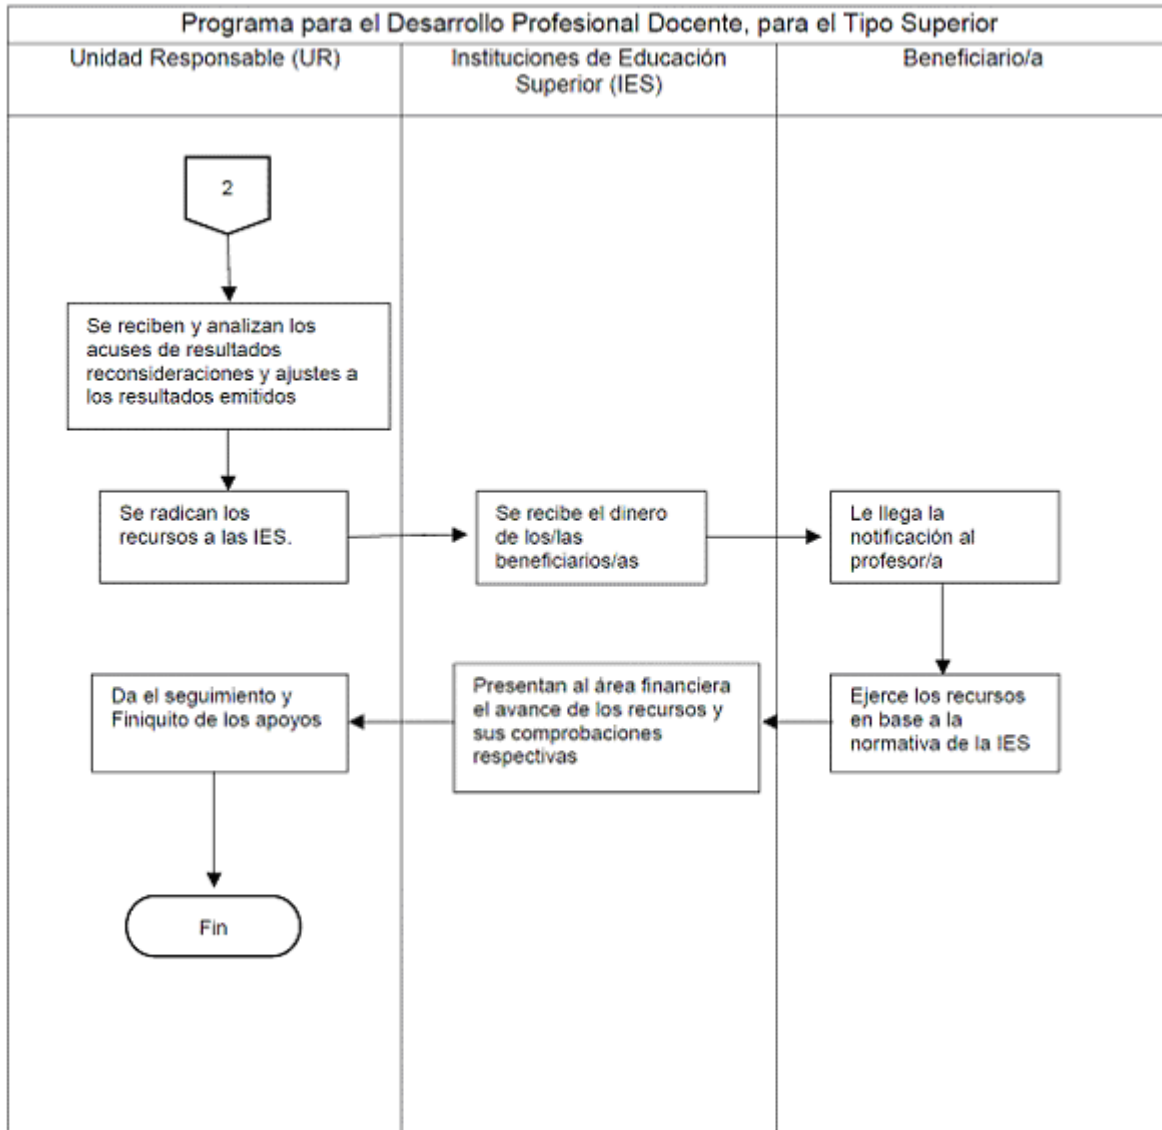 Programa para el Desarrollo Profesional Docente, para el Tipo Superior
Unidad Responsable (UR)
Instituciones de Educación
Superior (IES)
Beneficiario/a
2
Se reciben y analizan los
acuses de resultados
reconsideraciones y ajustes a
los resultados emitidos
Se radican los
recursos a las IES.
Se recibe el dinero
de los/las
beneficiarios/as
Le llega la
notificación al
profesor/a
Da el seguimiento y
Finiquito de los apoyos
Presentan al área financiera
el avance de los recursos y
sus comprobaciones
respectivas
Ejerce los recursos
en base a la
normativa de la IES
Fin